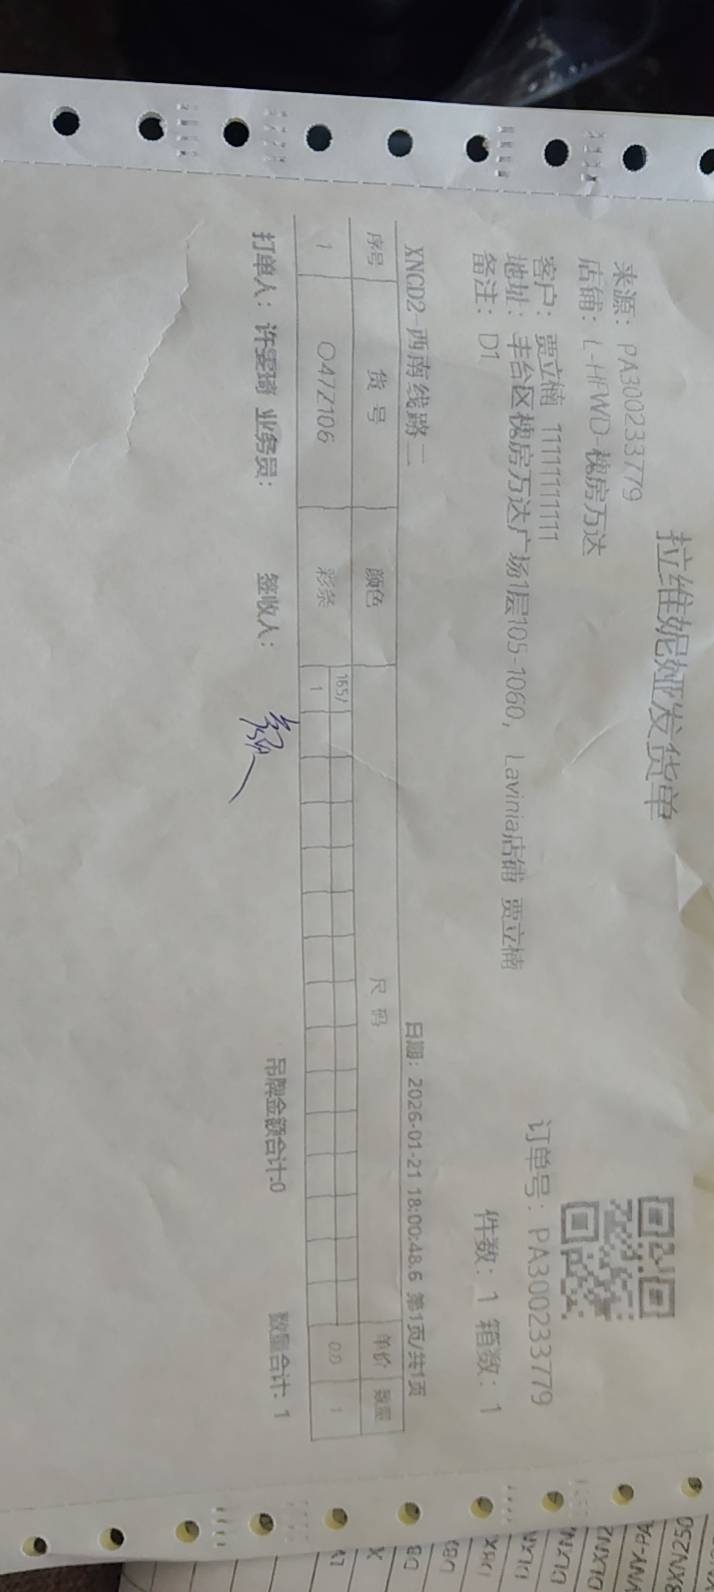 拉维妮娅发货单
来源：PA300233779
店铺：L-HFWD-槐房万达
订单号：PA300233779
客户：贾立楠 11111111111
地址：丰台区槐房万达广场1层105-1060，Lavinia店铺 贾立楠
备注：D1
件数：1 箱数：1
XNCD2-西南线路二 日期：2026-01-21 18:00:48.6 第1页/共1页
序号 货号 颜色 尺码 单价 数量
165/
1 O47Z106 彩条 1 0.0 1
打单人：许雯琦 业务员： 签收人： 吊牌金额合计:0 数量合计: 1